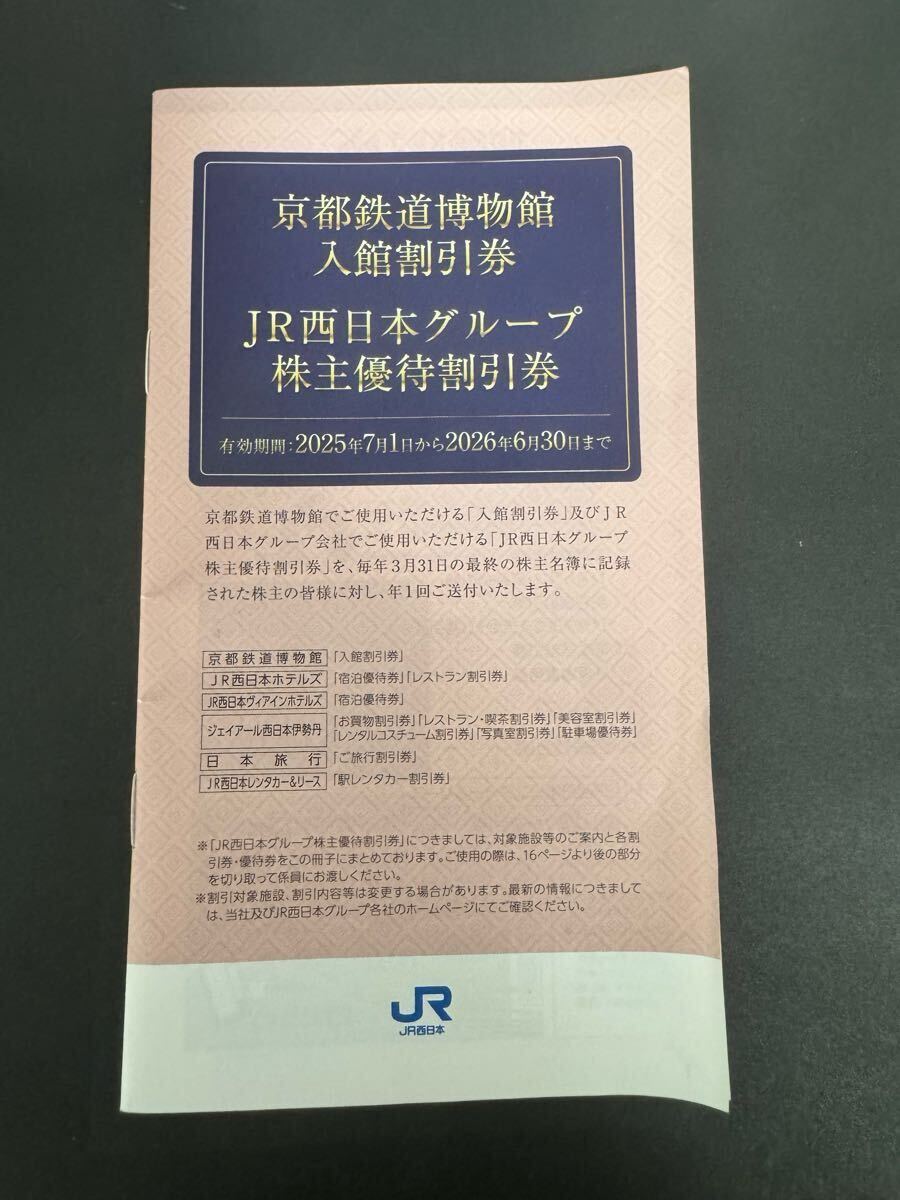 京都鉄道博物館
入館割引券
JR西日本グループ
株主優待割引券
有効期間:2025年7月1日から2026年6月30日まで
京都鉄道博物館でご使用いただける「入館割引券」及びJR
西日本グループ会社でご使用いただける「JR西日本グループ
株主優待割引券」を、毎年3月31日の最終の株主名簿に記録
された株主の皆様に対し、年1回ご送付いたします。
京都鉄道博物館 「入館割引券」
JR西日本ホテルズ 「宿泊優待券」「レストラン割引券」
JR西日本ヴィアインホテルズ 「宿泊優待券」
ジェイアール西日本伊勢丹 「お買物割引券」「レストラン・喫茶割引券」「美容室割引券」
「レンタルコスチューム割引券」「写真室割引券」「駐車場優待券」
日本旅行 「ご旅行割引券」
JR西日本レンタカー&リース 「駅レンタカー割引券」
※「JR西日本グループ株主優待割引券」につきましては、対象施設等のご案内と各割
引券・優待券をこの冊子にまとめております。ご使用の際は、16ページより後の部分
を切り取って係員にお渡しください。
※割引対象施設、割引内容等は変更する場合があります。最新の情報につきまして
は、当社及びJR西日本グループ各社のホームページにてご確認ください。
JR
JR西日本